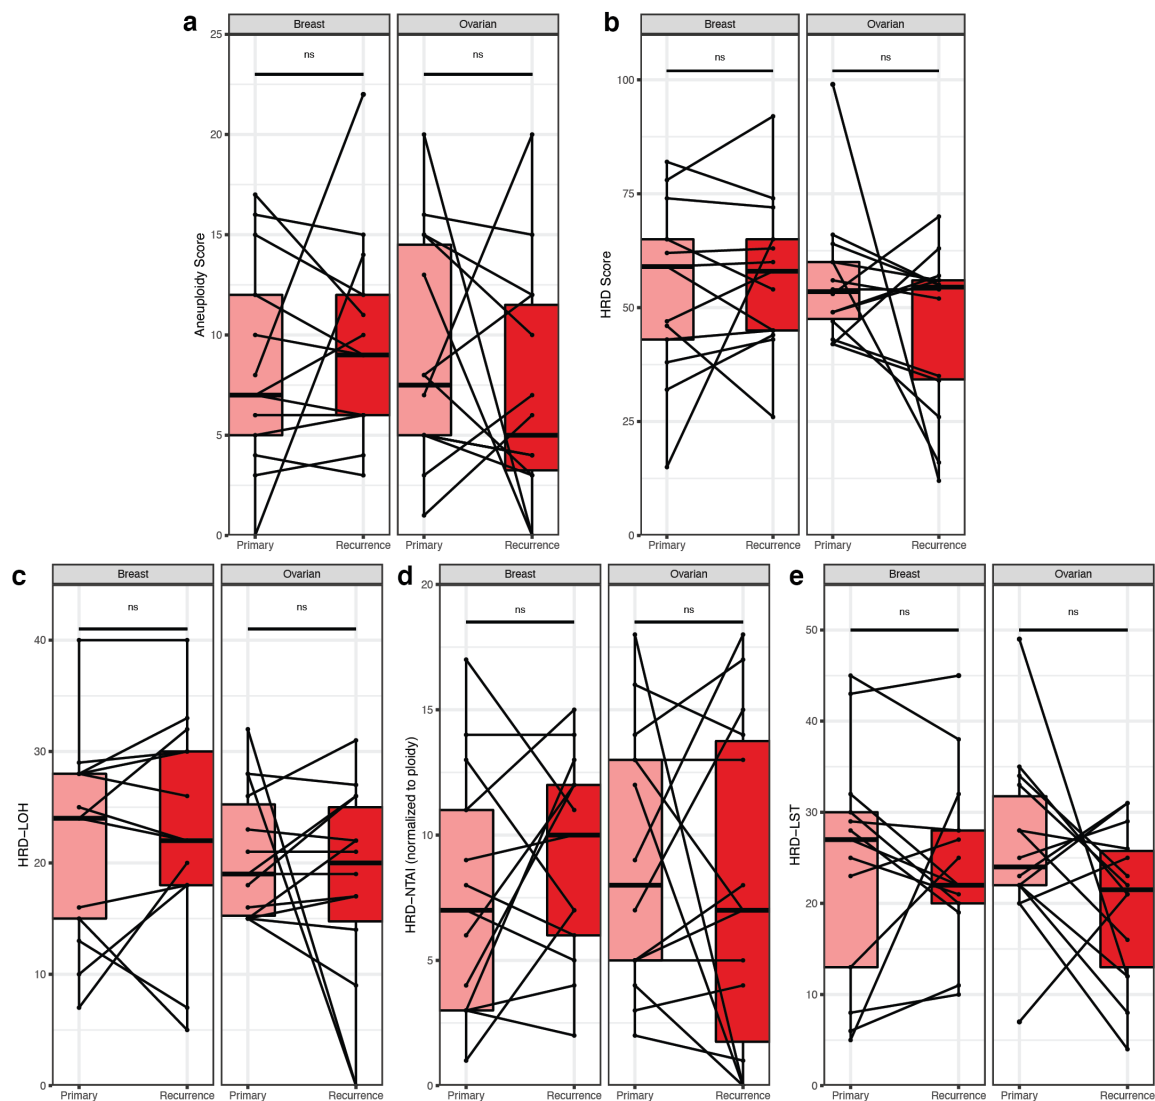 a
Breast
Ovarian
Aneuploidy Score
25
20
15
10
5
0
ns
ns
Primary
Recurrence
Primary
Recurrence
b
Breast
Ovarian
HRD Score
100
75
50
25
0
ns
ns
Primary
Recurrence
Primary
Recurrence
c
Breast
Ovarian
HRD−LOH
40
30
20
10
0
ns
ns
Primary
Recurrence
Primary
Recurrence
d
Breast
Ovarian
HRD−NTAI (normalized to ploidy)
20
15
10
5
0
ns
ns
Primary
Recurrence
Primary
Recurrence
e
Breast
Ovarian
HRD−LST
50
40
30
20
10
0
ns
ns
Primary
Recurrence
Primary
Recurrence